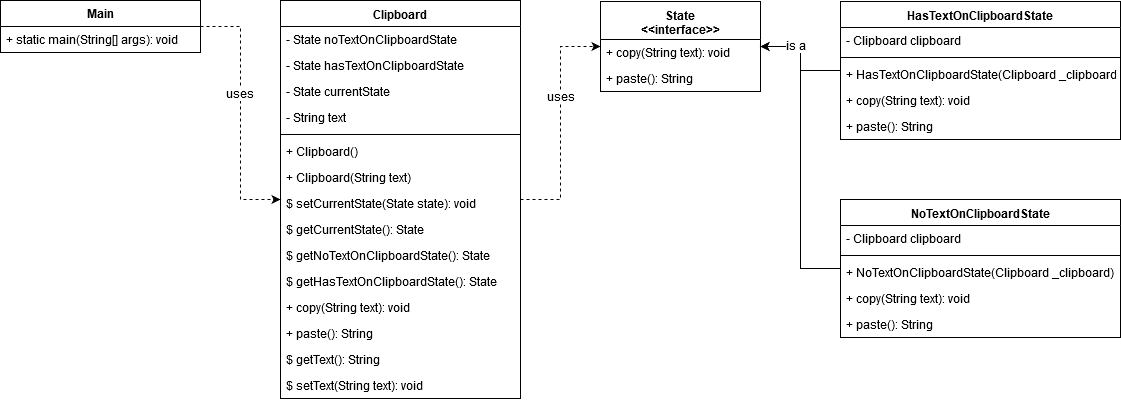 Main
+ static main(String[] args): void
uses
Clipboard
- State noTextOnClipboardState
- State hasTextOnClipboardState
- State currentState
- String text
+ Clipboard()
+ Clipboard(String text)
$ setCurrentState(State state): void
$ getCurrentState(): State
$ getNoTextOnClipboardState(): State
$ getHasTextOnClipboardState(): State
+ copy(String text): void
+ paste(): String
$ getText(): String
$ setText(String text): void
uses
State
<<interface>>
+ copy(String text): void
+ paste(): String
is a
HasTextOnClipboardState
- Clipboard clipboard
+ HasTextOnClipboardState(Clipboard _clipboard
+ copy(String text): void
+ paste(): String
NoTextOnClipboardState
- Clipboard clipboard
+ NoTextOnClipboardState(Clipboard _clipboard)
+ copy(String text): void
+ paste(): String